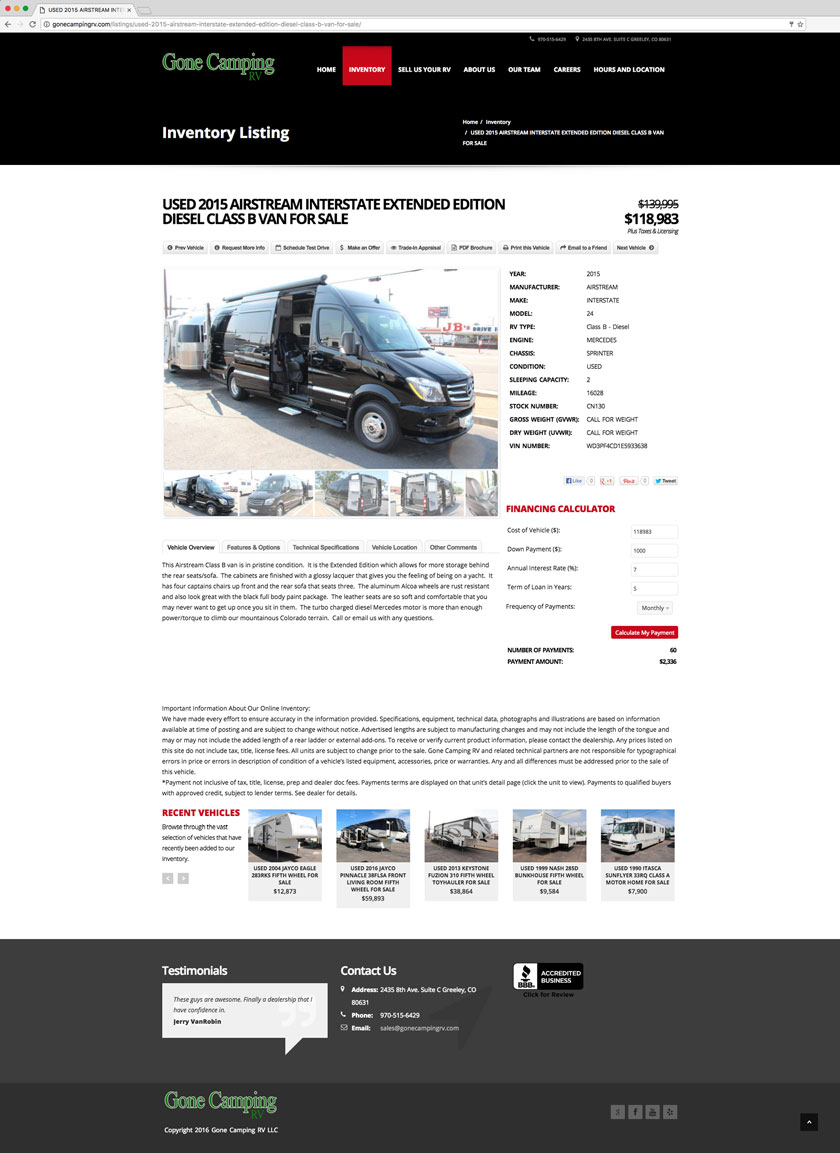 USED 2015 AIRSTREAM INTE
gonecampingrv.com/listings/used-2015-airstream-interstate-extended-edition-diesel-class-b-van-for-sale/
970-515-6429 2435 8TH AVE. SUITE C GREELEY, CO 80631
Gone Camping
RV
HOME INVENTORY SELL US YOUR RV ABOUT US OUR TEAM CAREERS HOURS AND LOCATION
Inventory Listing
Home / Inventory
/ USED 2015 AIRSTREAM INTERSTATE EXTENDED EDITION DIESEL CLASS B VAN
FOR SALE
USED 2015 AIRSTREAM INTERSTATE EXTENDED EDITION
DIESEL CLASS B VAN FOR SALE
$139,995
$118,983
Plus Taxes & Licensing
Prev Vehicle Request More Info Schedule Test Drive $ Make an Offer Trade-In Appraisal PDF Brochure Print this Vehicle Email to a Friend Next Vehicle
JB'S DRIVE
YEAR: 2015
MANUFACTURER: AIRSTREAM
MAKE: INTERSTATE
MODEL: 24
RV TYPE: Class B - Diesel
ENGINE: MERCEDES
CHASSIS: SPRINTER
CONDITION: USED
SLEEPING CAPACITY: 2
MILEAGE: 16028
STOCK NUMBER: CN130
GROSS WEIGHT (GVWR): CALL FOR WEIGHT
DRY WEIGHT (UVWR): CALL FOR WEIGHT
VIN NUMBER: WD3PF4CD1E5933638
Like 0 +1 Pin it 0 Tweet
FINANCING CALCULATOR
Cost of Vehicle ($): 118983
Down Payment ($): 1000
Annual Interest Rate (%): 7
Term of Loan in Years: 5
Frequency of Payments: Monthly
Calculate My Payment
NUMBER OF PAYMENTS: 60
PAYMENT AMOUNT: $2,336
Vehicle Overview Features & Options Technical Specifications Vehicle Location Other Comments
This Airstream Class B van is in pristine condition. It is the Extended Edition which allows for more storage behind
the rear seats/sofa. The cabinets are finished with a glossy lacquer that gives you the feeling of being on a yacht. It
has four captains chairs up front and the rear sofa that seats three. The aluminum Alcoa wheels are rust resistant
and also look great with the black full body paint package. The leather seats are so soft and comfortable that you
may never want to get up once you sit in them. The turbo charged diesel Mercedes motor is more than enough
power/torque to climb our mountainous Colorado terrain. Call or email us with any questions.
Important Information About Our Online Inventory:
We have made every effort to ensure accuracy in the information provided. Specifications, equipment, technical data, photographs and illustrations are based on information
available at time of posting and are subject to change without notice. Advertised lengths are subject to manufacturing changes and may not include the length of the tongue and
may or may not include the added length of a rear ladder or external add-ons. To receive or verify current product information, please contact the dealership. Any prices listed on
this site do not include tax, title, license fees. All units are subject to change prior to the sale. Gone Camping RV and related technical partners are not responsible for typographical
errors in price or errors in description of condition of a vehicle's listed equipment, accessories, price or warranties. Any and all differences must be addressed prior to the sale of
this vehicle.
*Payment not inclusive of tax, title, license, prep and dealer doc fees. Payments terms are displayed on that unit's detail page (click the unit to view). Payments to qualified buyers
with approved credit, subject to lender terms. See dealer for details.
RECENT VEHICLES
Browse through the vast
selection of vehicles that have
recently been added to our
inventory.
USED 2004 JAYCO EAGLE
283RKS FIFTH WHEEL FOR
SALE
$12,873
USED 2016 JAYCO
PINNACLE 38FLSA FRONT
LIVING ROOM FIFTH
WHEEL FOR SALE
$59,893
USED 2013 KEYSTONE
FUZION 310 FIFTH WHEEL
TOYHAULER FOR SALE
$38,864
USED 1999 NASH 285D
BUNKHOUSE FIFTH WHEEL
FOR SALE
$9,584
USED 1990 ITASCA
SUNFLYER 33RQ CLASS A
MOTOR HOME FOR SALE
$7,900
Testimonials
These guys are awesome. Finally a dealership that I
have confidence in.
Jerry VanRobin
Contact Us
Address: 2435 8th Ave. Suite C Greeley, CO
80631
Phone: 970-515-6429
Email: sales@gonecampingrv.com
BBB. ACCREDITED
BUSINESS
Click for Review
Gone Camping
RV
Copyright 2016 Gone Camping RV LLC